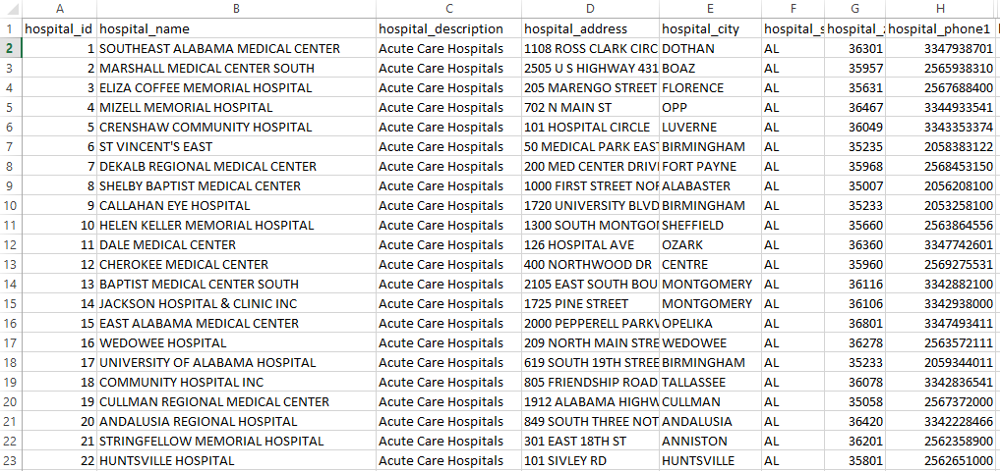 A B C D E F G H
1 hospital_id hospital_name hospital_description hospital_address hospital_city hospital_s hospital_z hospital_phone1
2 1 SOUTHEAST ALABAMA MEDICAL CENTER Acute Care Hospitals 1108 ROSS CLARK CIRC DOTHAN AL 36301 3347938701
3 2 MARSHALL MEDICAL CENTER SOUTH Acute Care Hospitals 2505 U S HIGHWAY 431 BOAZ AL 35957 2565938310
4 3 ELIZA COFFEE MEMORIAL HOSPITAL Acute Care Hospitals 205 MARENGO STREET FLORENCE AL 35631 2567688400
5 4 MIZELL MEMORIAL HOSPITAL Acute Care Hospitals 702 N MAIN ST OPP AL 36467 3344933541
6 5 CRENSHAW COMMUNITY HOSPITAL Acute Care Hospitals 101 HOSPITAL CIRCLE LUVERNE AL 36049 3343353374
7 6 ST VINCENT'S EAST Acute Care Hospitals 50 MEDICAL PARK EAS BIRMINGHAM AL 35235 2058383122
8 7 DEKALB REGIONAL MEDICAL CENTER Acute Care Hospitals 200 MED CENTER DRIV FORT PAYNE AL 35968 2568453150
9 8 SHELBY BAPTIST MEDICAL CENTER Acute Care Hospitals 1000 FIRST STREET NOR ALABASTER AL 35007 2056208100
10 9 CALLAHAN EYE HOSPITAL Acute Care Hospitals 1720 UNIVERSITY BLVD BIRMINGHAM AL 35233 2053258100
11 10 HELEN KELLER MEMORIAL HOSPITAL Acute Care Hospitals 1300 SOUTH MONTGO SHEFFIELD AL 35660 2563864556
12 11 DALE MEDICAL CENTER Acute Care Hospitals 126 HOSPITAL AVE OZARK AL 36360 3347742601
13 12 CHEROKEE MEDICAL CENTER Acute Care Hospitals 400 NORTHWOOD DR CENTRE AL 35960 2569275531
14 13 BAPTIST MEDICAL CENTER SOUTH Acute Care Hospitals 2105 EAST SOUTH BOU MONTGOMERY AL 36116 3342882100
15 14 JACKSON HOSPITAL & CLINIC INC Acute Care Hospitals 1725 PINE STREET MONTGOMERY AL 36106 3342938000
16 15 EAST ALABAMA MEDICAL CENTER Acute Care Hospitals 2000 PEPPERELL PARKW OPELIKA AL 36801 3347493411
17 16 WEDOWEE HOSPITAL Acute Care Hospitals 209 NORTH MAIN STRE WEDOWEE AL 36278 2563572111
18 17 UNIVERSITY OF ALABAMA HOSPITAL Acute Care Hospitals 619 SOUTH 19TH STREE BIRMINGHAM AL 35233 2059344011
19 18 COMMUNITY HOSPITAL INC Acute Care Hospitals 805 FRIENDSHIP ROAD TALLASSEE AL 36078 3342836541
20 19 CULLMAN REGIONAL MEDICAL CENTER Acute Care Hospitals 1912 ALABAMA HIGHW CULLMAN AL 35058 2567372000
21 20 ANDALUSIA REGIONAL HOSPITAL Acute Care Hospitals 849 SOUTH THREE NOT ANDALUSIA AL 36420 3342228466
22 21 STRINGFELLOW MEMORIAL HOSPITAL Acute Care Hospitals 301 EAST 18TH ST ANNISTON AL 36201 2562358900
23 22 HUNTSVILLE HOSPITAL Acute Care Hospitals 101 SIVLEY RD HUNTSVILLE AL 35801 2562651000